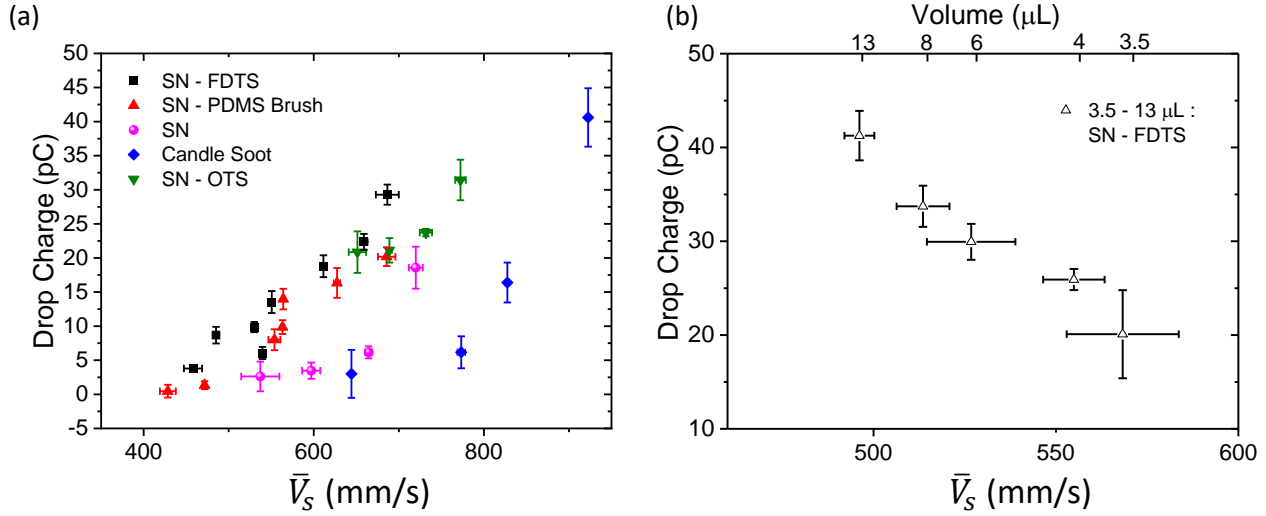 (a)
Drop Charge (pC)
50
45
40
35
30
25
20
15
10
5
0
-5
SN - FDTS
SN - PDMS Brush
SN
Candle Soot
SN - OTS
400
600
800
V̄_S (mm/s)
(b)
Volume (μL)
13
8
6
4
3.5
Drop Charge (pC)
50
40
30
20
10
3.5 - 13 μL :
SN - FDTS
500
550
600
V̄_S (mm/s)